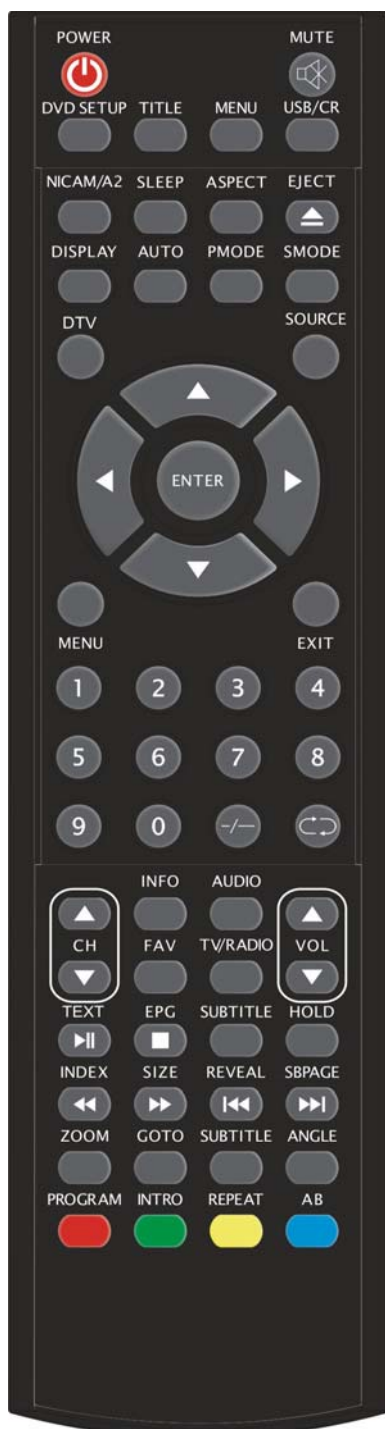 POWER MUTE
DVD SETUP TITLE MENU USB/CR
NICAM/A2 SLEEP ASPECT EJECT
DISPLAY AUTO PMODE SMODE
DTV SOURCE
ENTER
MENU EXIT
1 2 3 4
5 6 7 8
9 0 -/--
INFO AUDIO
CH FAV TV/RADIO VOL
TEXT EPG SUBTITLE HOLD
INDEX SIZE REVEAL SBPAGE
ZOOM GOTO SUBTITLE ANGLE
PROGRAM INTRO REPEAT AB